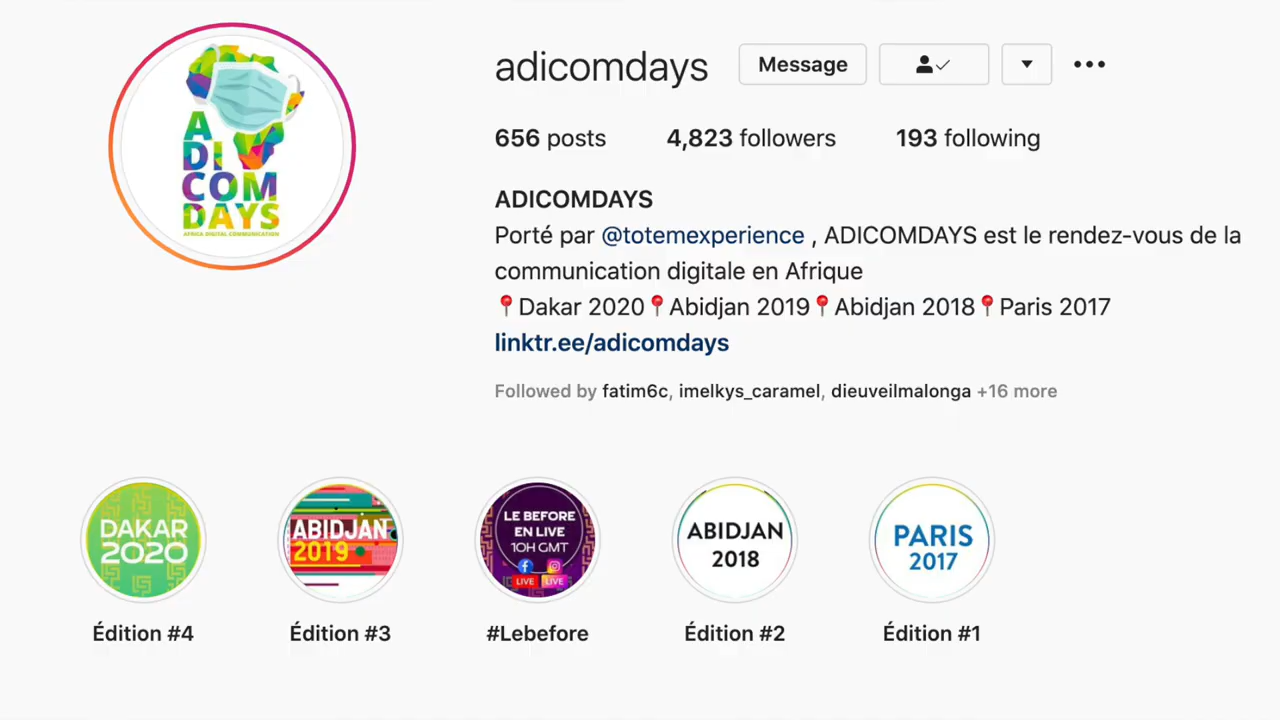 adicomdays Message
656 posts 4,823 followers 193 following
ADICOMDAYS
Porté par @totemexperience , ADICOMDAYS est le rendez-vous de la
communication digitale en Afrique
📍Dakar 2020📍Abidjan 2019📍Abidjan 2018📍Paris 2017
linktr.ee/adicomdays
Followed by fatim6c, imelkys_caramel, dieuveilmalonga +16 more
A
DI
COM
DAYS
AFRICA DIGITAL COMMUNICATION
DAKAR
2020
Édition #4
ABIDJAN
2019
Édition #3
LE BEFORE
EN LIVE
10H GMT
LIVE LIVE
#Lebefore
ABIDJAN
2018
Édition #2
PARIS
2017
Édition #1